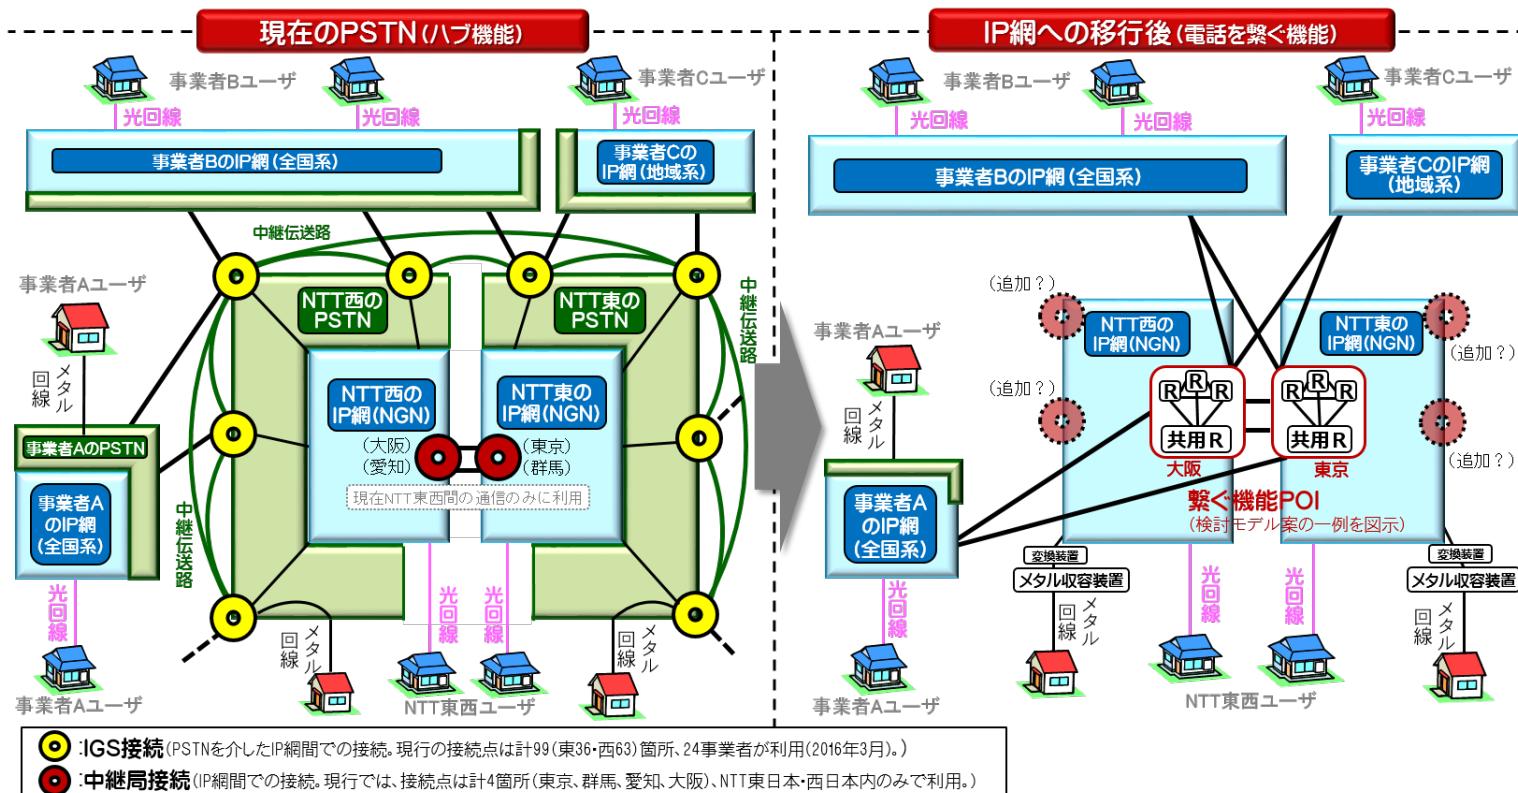 現在のPSTN(ハブ機能)
事業者Bユーザ
事業者Cユーザ
光回線
光回線
光回線
事業者BのIP網(全国系)
事業者Cの
IP網(地域系)
中継伝送路
事業者Aユーザ
メタル
回線
NTT西の
PSTN
NTT東の
PSTN
中継伝送路
NTT西の
IP網(NGN)
NTT東の
IP網(NGN)
(大阪)
(愛知)
(東京)
(群馬)
現在NTT東西間の通信のみに利用
事業者AのPSTN
事業者A
のIP網
(全国系)
中継伝送路
光回線
光回線
光回線
メタル
回線
メタル
回線
事業者Aユーザ
NTT東西ユーザ
IP網への移行後(電話を繋ぐ機能)
事業者Bユーザ
事業者Cユーザ
光回線
光回線
光回線
事業者BのIP網(全国系)
事業者CのIP網
(地域系)
(追加?)
(追加?)
(追加?)
(追加?)
事業者Aユーザ
メタル
回線
NTT西の
IP網(NGN)
NTT東の
IP網(NGN)
R
R
R
共用R
R
R
R
共用R
大阪
東京
繋ぐ機能POI
(検討モデル案の一例を図示)
事業者A
のIP網
(全国系)
変換装置
メタル収容装置
変換装置
メタル収容装置
光回線
光回線
光回線
メタル
回線
メタル
回線
事業者Aユーザ
NTT東西ユーザ
:IGS接続(PSTNを介したIP網間での接続。現行の接続点は計99(東36・西63)箇所、24事業者が利用(2016年3月)。)
:中継局接続(IP網間での接続。現行では、接続点は計4箇所(東京、群馬、愛知、大阪)、NTT東日本・西日本内のみで利用。)